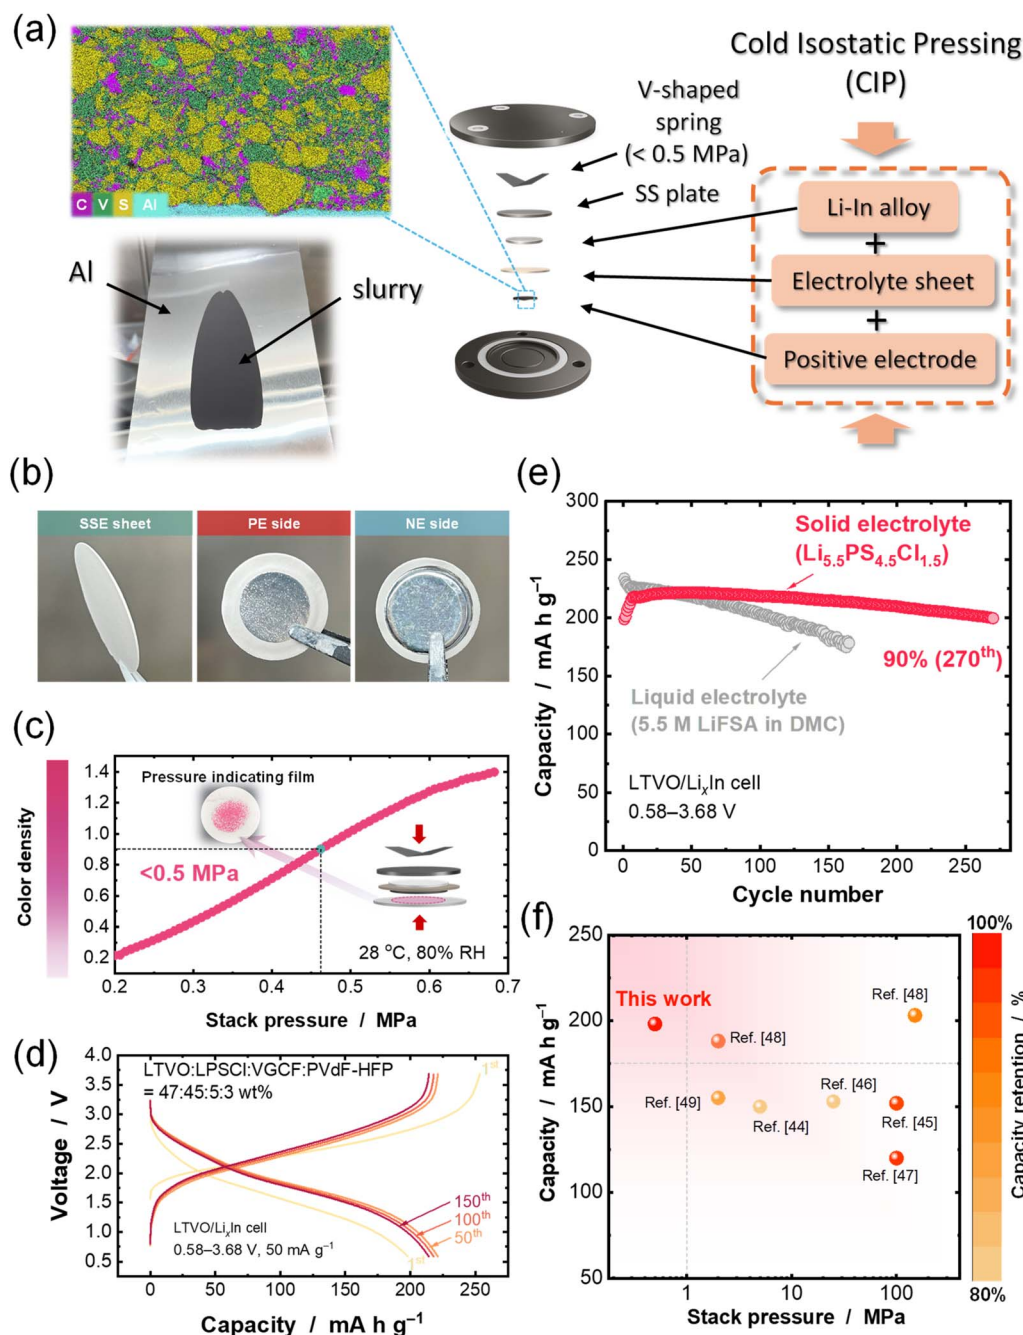 (a)
C V S Al
Al
slurry
V-shaped
spring
(< 0.5 MPa)
SS plate
Cold Isostatic Pressing
(CIP)
Li-In alloy
+
Electrolyte sheet
+
Positive electrode
(b)
SSE sheet
PE side
NE side
(c)
Color density
1.4
1.2
1.0
0.8
0.6
0.4
0.2
Pressure indicating film
<0.5 MPa
28 °C, 80% RH
0.2 0.3 0.4 0.5 0.6 0.7
Stack pressure / MPa
(d)
Voltage / V
4.0
3.5
3.0
2.5
2.0
1.5
1.0
0.5
LTVO:LPSCl:VGCF:PVdF-HFP
= 47:45:5:3 wt%
1st
150th
100th
50th
1st
LTVO/LixIn cell
0.58–3.68 V, 50 mA g⁻¹
0 50 100 150 200 250
Capacity / mA h g⁻¹
(e)
Capacity / mA h g⁻¹
300
250
200
150
100
50
0
Solid electrolyte
(Li5.5PS4.5Cl1.5)
90% (270th)
Liquid electrolyte
(5.5 M LiFSA in DMC)
LTVO/LixIn cell
0.58–3.68 V
0 50 100 150 200 250
Cycle number
(f)
Capacity / mA h g⁻¹
250
200
150
100
50
This work
Ref. [48]
Ref. [48]
Ref. [49]
Ref. [44]
Ref. [46]
Ref. [45]
Ref. [47]
1 10 100
Stack pressure / MPa
100%
Capacity retention / %
80%